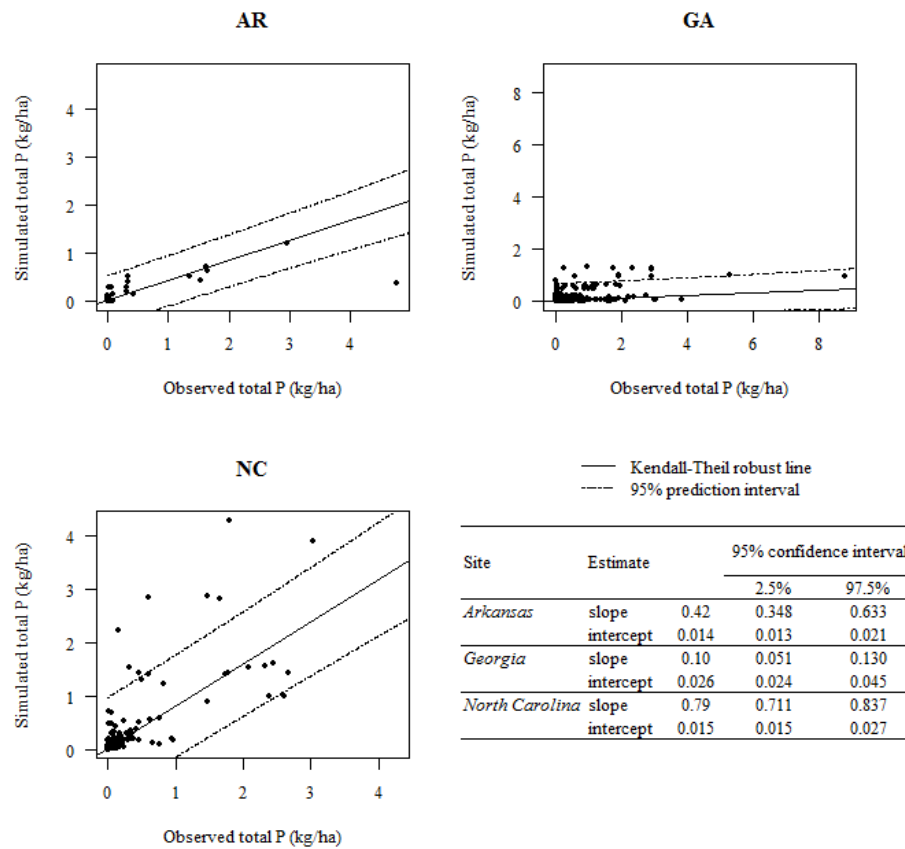 AR
Simulated total P (kg/ha)
4
3
2
1
0
0 1 2 3 4
Observed total P (kg/ha)
GA
Simulated total P (kg/ha)
8
6
4
2
0
0 2 4 6 8
Observed total P (kg/ha)
NC
Simulated total P (kg/ha)
4
3
2
1
0
0 1 2 3 4
Observed total P (kg/ha)
Kendall-Theil robust line
95% prediction interval
Site Estimate 95% confidence interval
2.5% 97.5%
Arkansas slope 0.42 0.348 0.633
intercept 0.014 0.013 0.021
Georgia slope 0.10 0.051 0.130
intercept 0.026 0.024 0.045
North Carolina slope 0.79 0.711 0.837
intercept 0.015 0.015 0.027